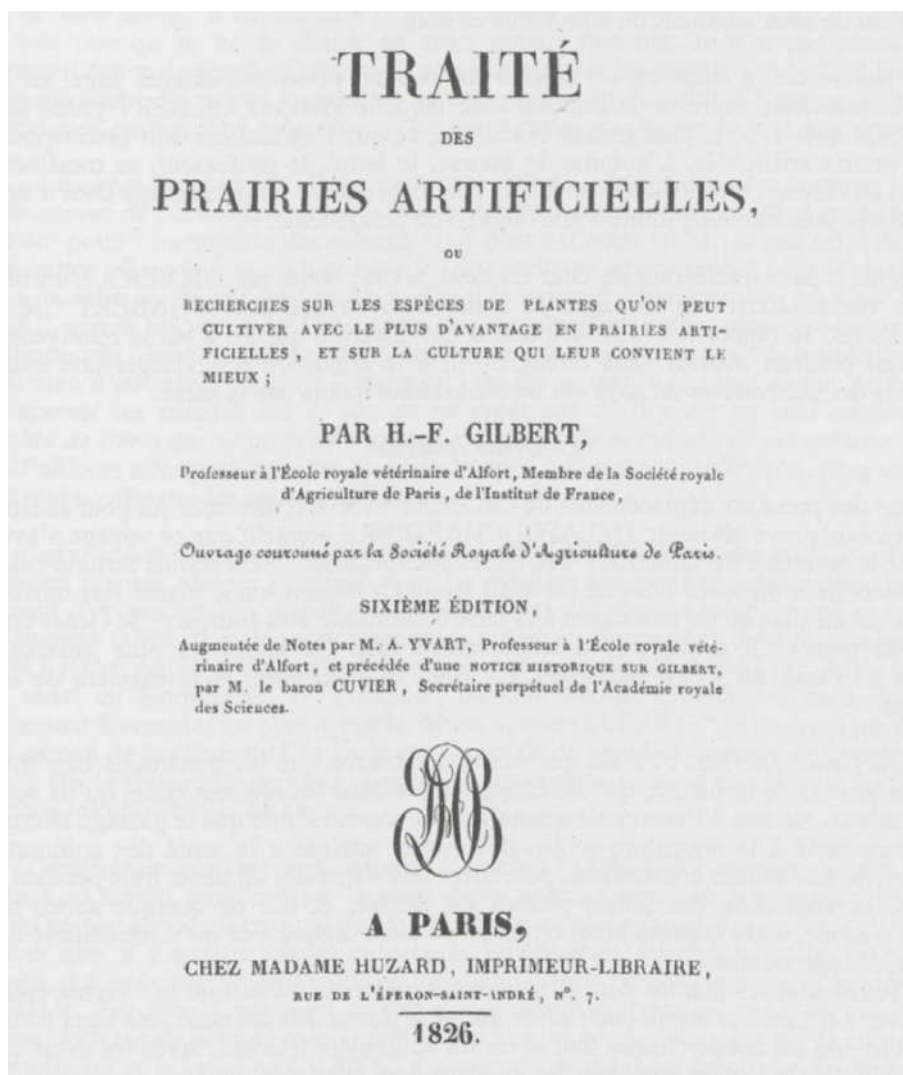 TRAITÉ
DES
PRAIRIES ARTIFICIELLES,
OU
RECHERCHES SUR LES ESPÈCES DE PLANTES QU'ON PEUT
CULTIVER AVEC LE PLUS D'AVANTAGE EN PRAIRIES ARTI-
FICIELLES, ET SUR LA CULTURE QUI LEUR CONVIENT LE
MIEUX;
PAR H.-F. GILBERT,
Professeur à l'École royale vétérinaire d'Alfort, Membre de la Société royale
d'Agriculture de Paris, de l'Institut de France,
Ouvrage couronné par la Société Royale d'Agriculture de Paris.
SIXIÈME ÉDITION,
Augmentée de Notes par M. A. YVART, Professeur à l'École royale vété-
rinaire d'Alfort, et précédée d'une NOTICE HISTORIQUE SUR GILBERT,
par M. le baron CUVIER, Secrétaire perpétuel de l'Académie royale
des Sciences.
A PARIS,
CHEZ MADAME HUZARD, IMPRIMEUR-LIBRAIRE,
RUE DE L'ÉPERON-SAINT-INDRÉ, N°. 7.
1826.